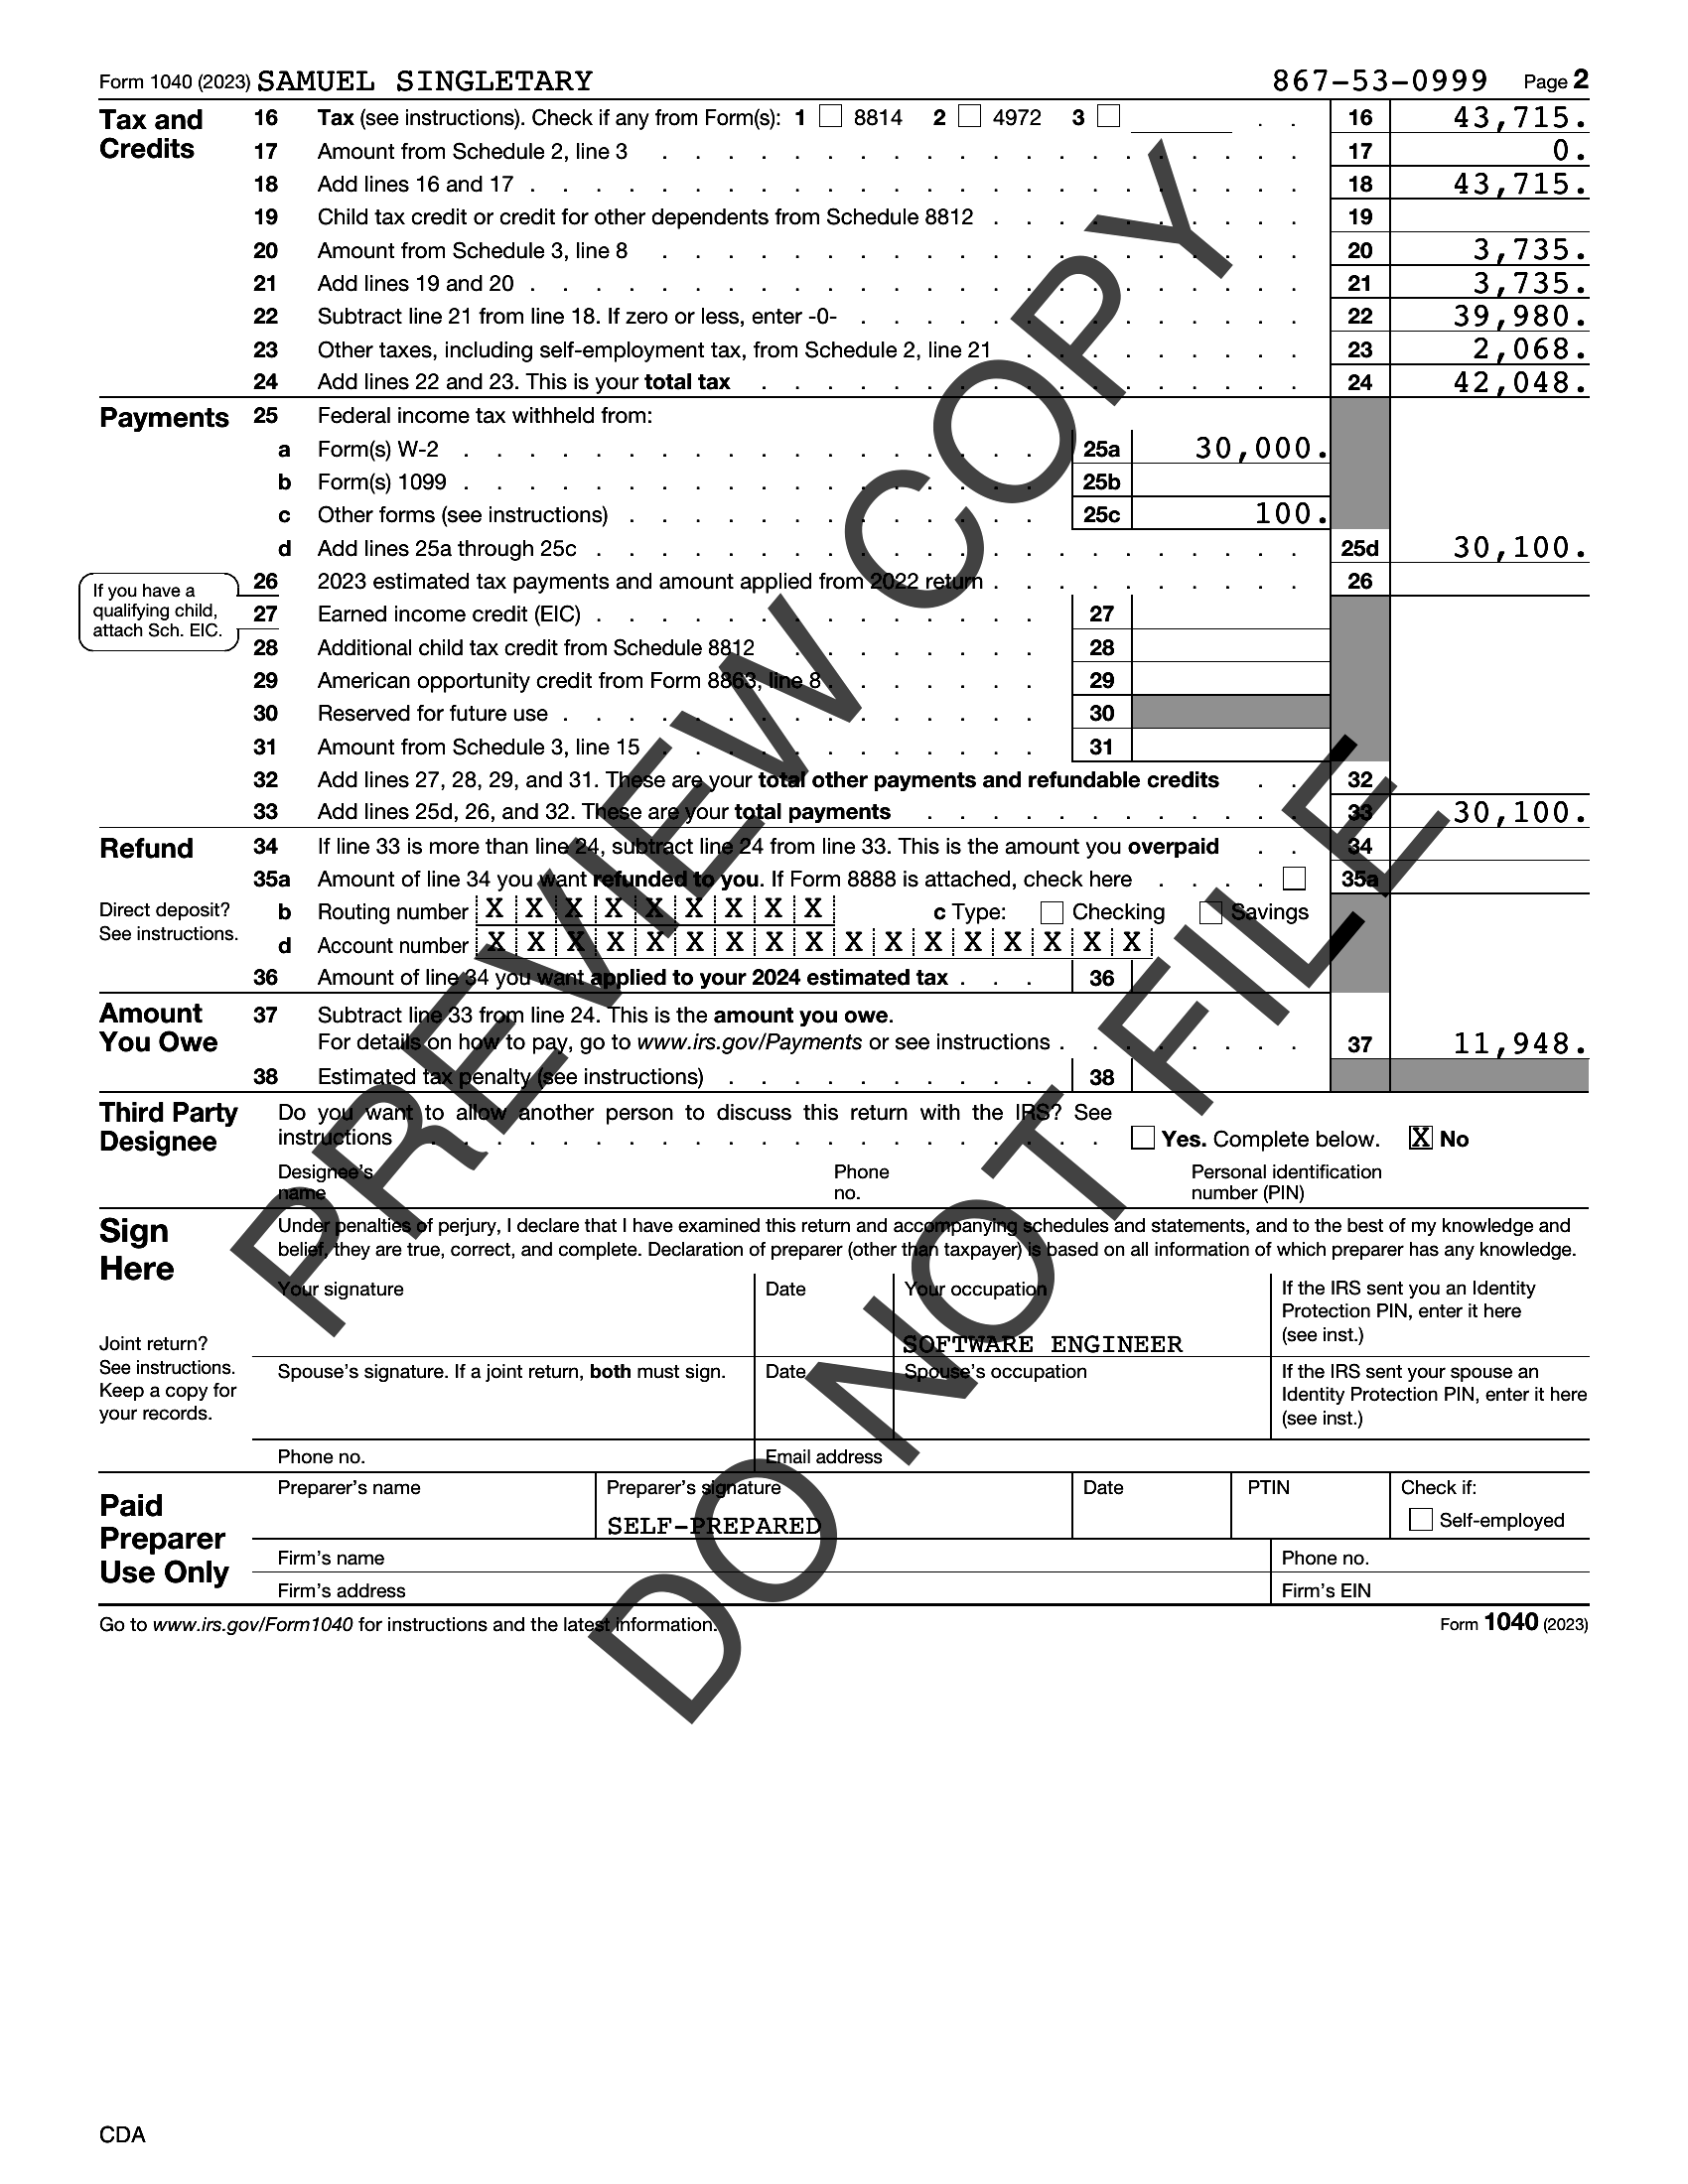 Form 1040 (2023) SAMUEL SINGLETARY 867-53-0999 Page 2
Tax and Credits
16 Tax (see instructions). Check if any from Form(s): 1 8814 2 4972 3 . . 16 43,715.
17 Amount from Schedule 2, line 3 17 0.
18 Add lines 16 and 17 18 43,715.
19 Child tax credit or credit for other dependents from Schedule 8812 19
20 Amount from Schedule 3, line 8 20 3,735.
21 Add lines 19 and 20 21 3,735.
22 Subtract line 21 from line 18. If zero or less, enter -0- 22 39,980.
23 Other taxes, including self-employment tax, from Schedule 2, line 21 23 2,068.
24 Add lines 22 and 23. This is your total tax 24 42,048.
Payments 25 Federal income tax withheld from:
a Form(s) W-2 25a 30,000.
b Form(s) 1099 25b
c Other forms (see instructions) 25c 100.
d Add lines 25a through 25c 25d 30,100.
If you have a
qualifying child,
attach Sch. EIC.
26 2023 estimated tax payments and amount applied from 2022 return 26
27 Earned income credit (EIC) 27
28 Additional child tax credit from Schedule 8812 28
29 American opportunity credit from Form 8863, line 8 29
30 Reserved for future use 30
31 Amount from Schedule 3, line 15 31
32 Add lines 27, 28, 29, and 31. These are your total other payments and refundable credits 32
33 Add lines 25d, 26, and 32. These are your total payments 33 30,100.
Refund 34 If line 33 is more than line 24, subtract line 24 from line 33. This is the amount you overpaid 34
35a Amount of line 34 you want refunded to you. If Form 8888 is attached, check here 35a
Direct deposit?
See instructions.
b Routing number X X X X X X X X X c Type: Checking Savings
d Account number X X X X X X X X X X X X X X X X X
36 Amount of line 34 you want applied to your 2024 estimated tax 36
Amount
You Owe
37 Subtract line 33 from line 24. This is the amount you owe.
For details on how to pay, go to www.irs.gov/Payments or see instructions 37 11,948.
38 Estimated tax penalty (see instructions) 38
Third Party
Designee
Do you want to allow another person to discuss this return with the IRS? See
instructions Yes. Complete below. X No
Designee's
name
Phone
no.
Personal identification
number (PIN)
Sign
Here
Under penalties of perjury, I declare that I have examined this return and accompanying schedules and statements, and to the best of my knowledge and
belief, they are true, correct, and complete. Declaration of preparer (other than taxpayer) is based on all information of which preparer has any knowledge.
Joint return?
See instructions.
Keep a copy for
your records.
Your signature
Date
Your occupation
SOFTWARE ENGINEER
If the IRS sent you an Identity
Protection PIN, enter it here
(see inst.)
Spouse's signature. If a joint return, both must sign.
Date
Spouse's occupation
If the IRS sent your spouse an
Identity Protection PIN, enter it here
(see inst.)
Phone no. Email address
Paid
Preparer
Use Only
Preparer's name
Preparer's signature
SELF-PREPARED
Date
PTIN
Check if:
Self-employed
Firm's name Phone no.
Firm's address Firm's EIN
Go to www.irs.gov/Form1040 for instructions and the latest information. Form 1040 (2023)
PREVIEW COPY
DO NOT FILE
CDA